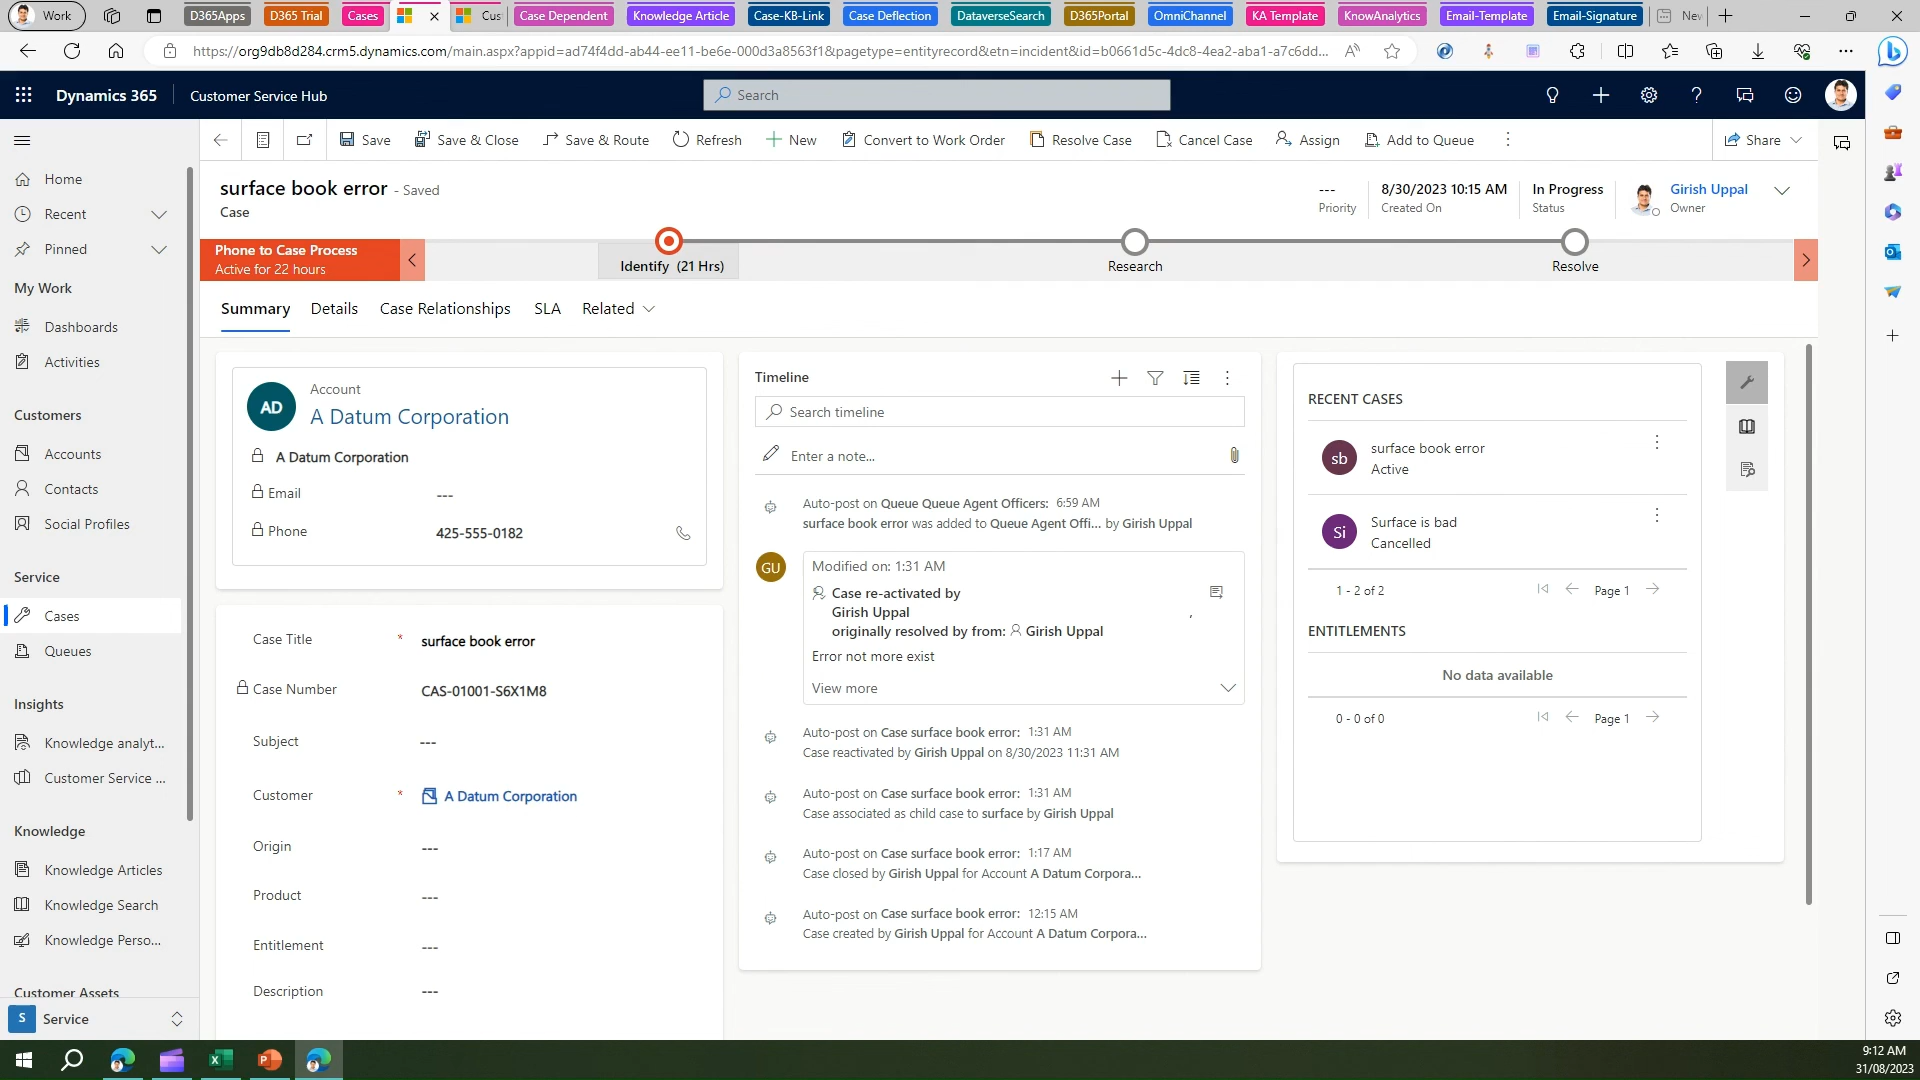 Work
D365Apps
D365 Trial
Cases
Cus
Case Dependent
Knowledge Article
Case-KB-Link
Case Deflection
DataverseSearch
D365Portal
OmniChannel
KA Template
KnowAnalytics
Email-Template
Email-Signature
Nev
https://org9db8d284.crm5.dynamics.com/main.aspx?appid=ad74f4dd-ab44-ee11-be6e-000d3a8563f1&pagetype=entityrecord&etn=incident&id=b0661d5c-4dc8-4ea2-aba1-a7c6dd...
Dynamics 365
Customer Service Hub
Search
Save
Save & Close
Save & Route
Refresh
New
Convert to Work Order
Resolve Case
Cancel Case
Assign
Add to Queue
Share
Home
Recent
Pinned
My Work
Dashboards
Activities
Customers
Accounts
Contacts
Social Profiles
Service
Cases
Queues
Insights
Knowledge analyt...
Customer Service ...
Knowledge
Knowledge Articles
Knowledge Search
Knowledge Perso...
Customer Assets
S Service
surface book error - Saved
Case
---
Priority
8/30/2023 10:15 AM
Created On
In Progress
Status
Girish Uppal
Owner
Phone to Case Process
Active for 22 hours
Identify (21 Hrs)
Research
Resolve
Summary
Details
Case Relationships
SLA
Related
AD
Account
A Datum Corporation
A Datum Corporation
Email ---
Phone 425-555-0182
Case Title * surface book error
Case Number CAS-01001-S6X1M8
Subject ---
Customer * A Datum Corporation
Origin ---
Product ---
Entitlement ---
Description ---
Timeline
Search timeline
Enter a note...
Auto-post on Queue Queue Agent Officers: 6:59 AM
surface book error was added to Queue Agent Offi... by Girish Uppal
GU
Modified on: 1:31 AM
Case re-activated by
Girish Uppal ,
originally resolved by from: Girish Uppal
Error not more exist
View more
Auto-post on Case surface book error: 1:31 AM
Case reactivated by Girish Uppal on 8/30/2023 11:31 AM
Auto-post on Case surface book error: 1:31 AM
Case associated as child case to surface by Girish Uppal
Auto-post on Case surface book error: 1:17 AM
Case closed by Girish Uppal for Account A Datum Corpora...
Auto-post on Case surface book error: 12:15 AM
Case created by Girish Uppal for Account A Datum Corpora...
RECENT CASES
sb
surface book error
Active
Si
Surface is bad
Cancelled
1 - 2 of 2
Page 1
ENTITLEMENTS
No data available
0 - 0 of 0
Page 1
9:12 AM
31/08/2023